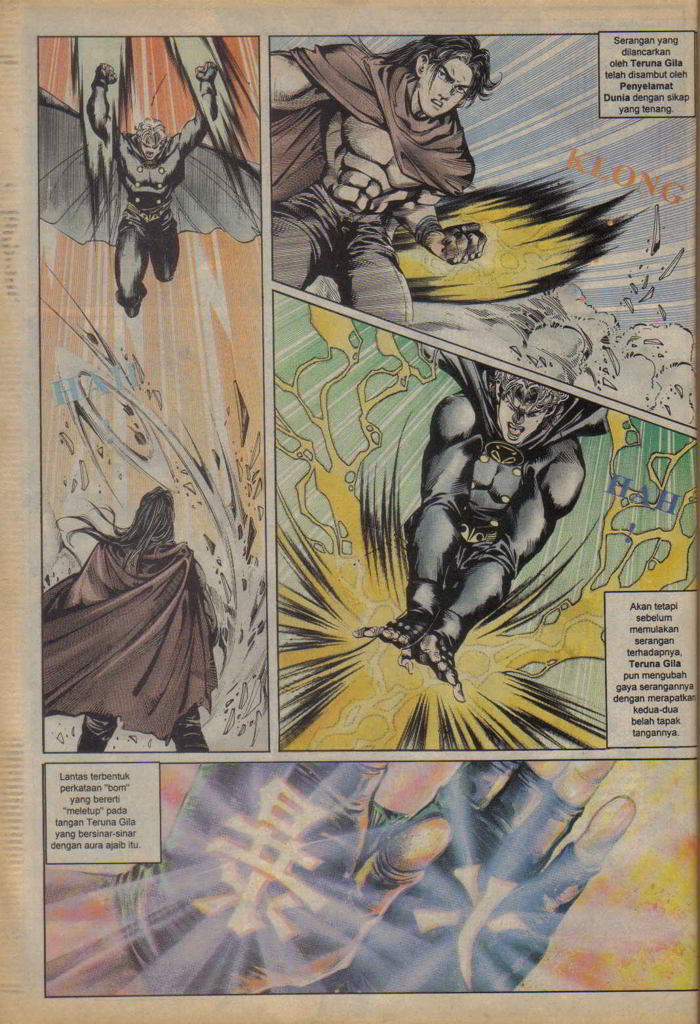 Serangan yang
dilancarkan
oleh Teruna Gila
telah disambut oleh
Penyelamat
Dunia dengan sikap
yang tenang.
KLONG
HAH
!
HAH
!
Akan tetapi
sebelum
memulakan
serangan
terhadapnya,
Teruna Gila
pun mengubah
gaya serangannya
dengan merapatkan
kedua-dua
belah tapak
tangannya.
Lantas terbentuk
perkataan "bom"
yang bererti
"meletup" pada
tangan Teruna Gila
yang bersinar-sinar
dengan aura ajaib itu.